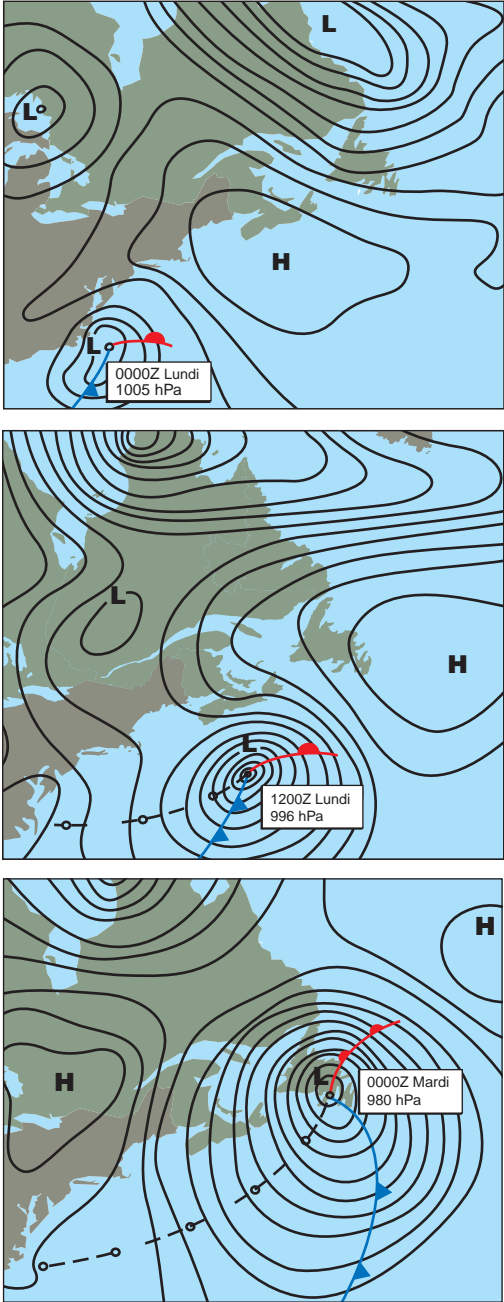 L
L
H
L
0000Z Lundi
1005 hPa
L
H
L
1200Z Lundi
996 hPa
H
H
L
0000Z Mardi
980 hPa